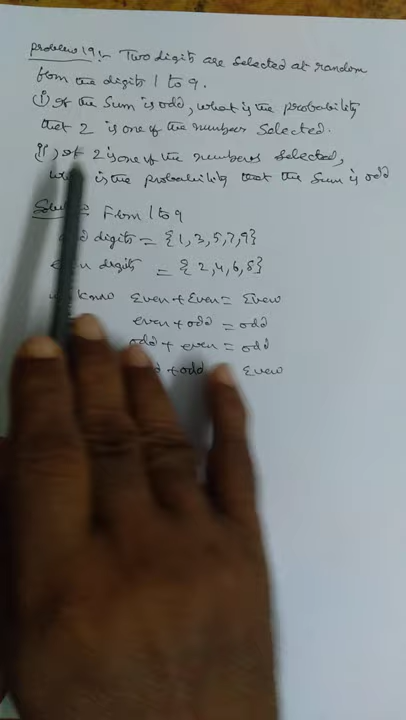 Problem 19:- Two digits are selected at random
from the digits 1 to 9.
(i) If the Sum is odd, what is the probability
that 2 is one of the numbers Selected.
(ii) If 2 is one of the numbers selected,
is the probability that the Sum is odd
From 1 to 9
digits = {1, 3, 5, 7, 9}
digits = {2, 4, 6, 8}
know Even + Even = Even
even + odd = odd
odd + even = odd
+ odd Even